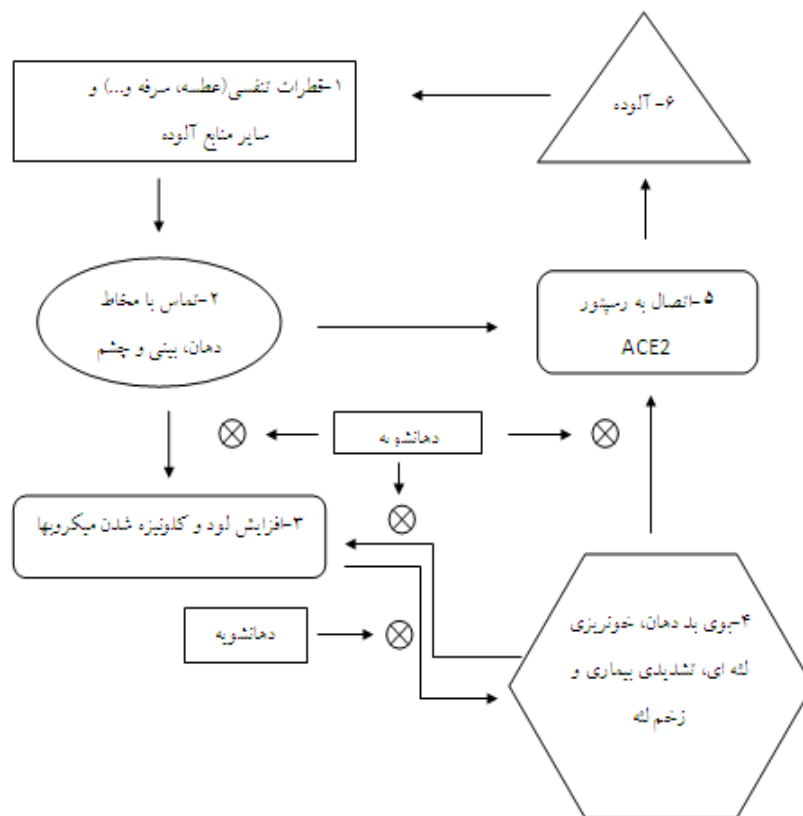 ۱-قطرات تنفسی(عطسه، سرفه و...) و
سایر منابع آلوده
۶- آلوده
۲-تماس با مخاط
دهان، بینی و چشم
۵-اتصال به رسپتور
ACE2
دهانشویه
۳-افزایش لود و کلونیزه شدن میکروبها
دهانشویه
۴-بوی بد دهان، خونریزی
لثه ای، تشدیدی بیماری و
زخم لثه